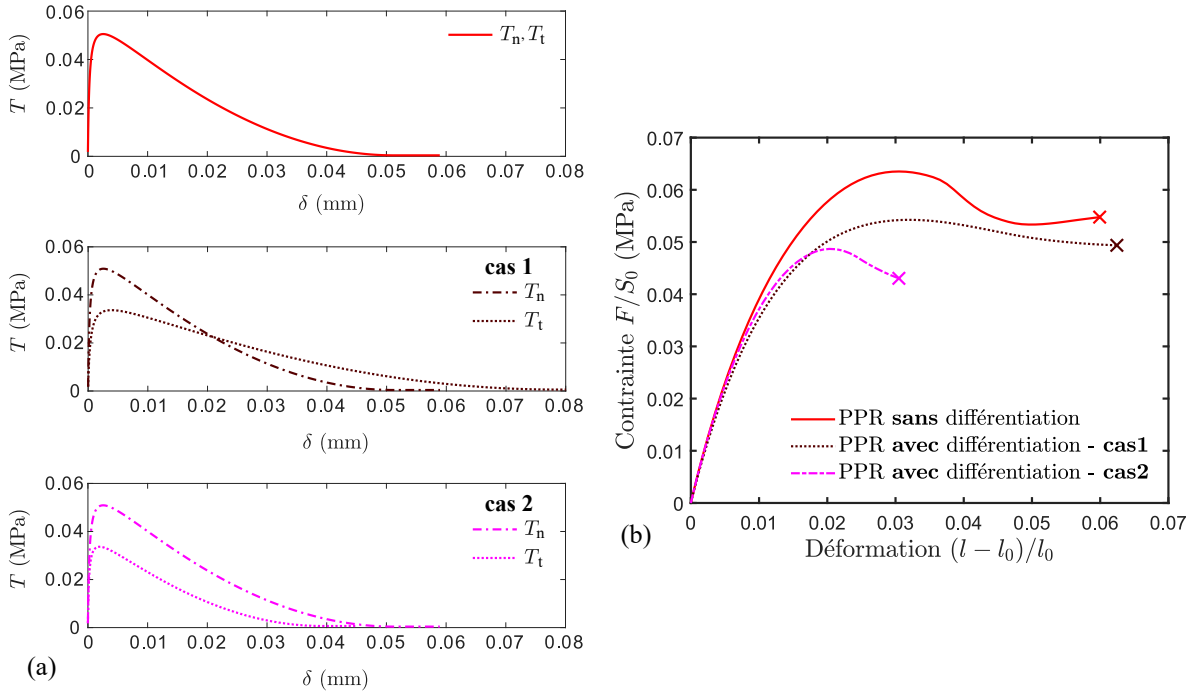 0.06
0.04
0.02
0
T (MPa)
Tn, Tt
0 0.01 0.02 0.03 0.04 0.05 0.06 0.07 0.08
δ (mm)
0.06
0.04
0.02
0
T (MPa)
cas 1
Tn
Tt
0 0.01 0.02 0.03 0.04 0.05 0.06 0.07 0.08
δ (mm)
0.06
0.04
0.02
0
T (MPa)
cas 2
Tn
Tt
0 0.01 0.02 0.03 0.04 0.05 0.06 0.07 0.08
δ (mm)
(a)
0.07
0.06
0.05
0.04
0.03
0.02
0.01
0
Contrainte F/S0 (MPa)
PPR sans différentiation
PPR avec différentiation - cas1
PPR avec différentiation - cas2
0 0.01 0.02 0.03 0.04 0.05 0.06 0.07
Déformation (l − l0)/l0
(b)